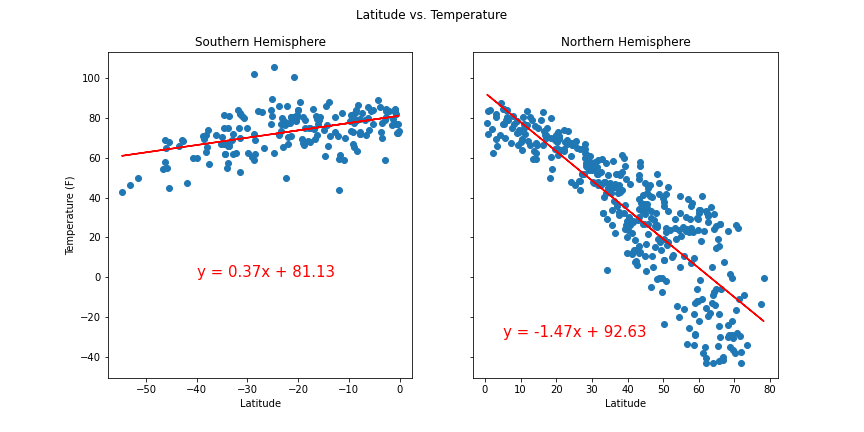 Latitude vs. Temperature
Southern Hemisphere
Northern Hemisphere
100
80
60
40
20
0
−20
−40
Temperature (F)
y = 0.37x + 81.13
y = -1.47x + 92.63
−50
−40
−30
−20
−10
0
0
10
20
30
40
50
60
70
80
Latitude
Latitude